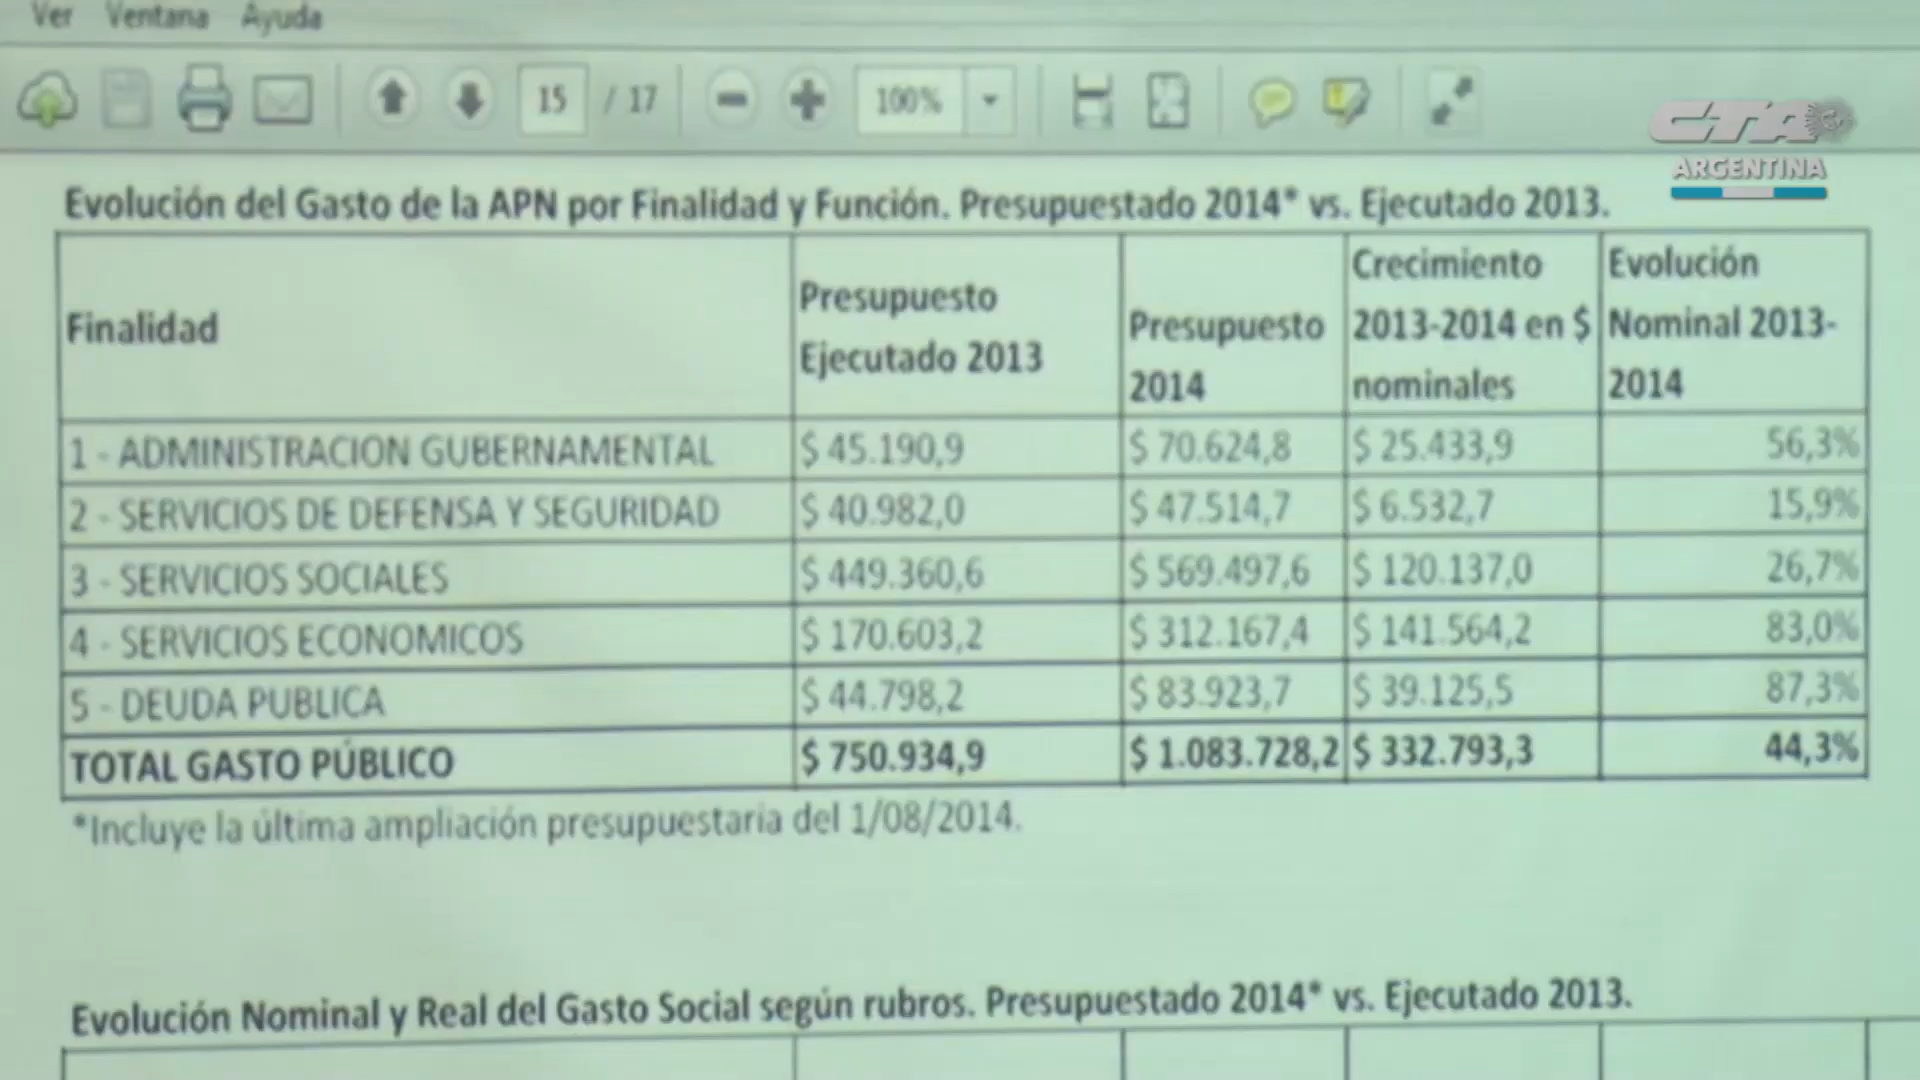 Ver Ventana Ayuda
15 / 17 100%
CTA
ARGENTINA
Evolución del Gasto de la APN por Finalidad y Función. Presupuestado 2014* vs. Ejecutado 2013.
Finalidad
Presupuesto
Ejecutado 2013
Presupuesto
2014
Crecimiento
2013-2014 en $
nominales
Evolución
Nominal 2013-
2014
1 - ADMINISTRACION GUBERNAMENTAL $ 45.190,9 $ 70.624,8 $ 25.433,9 56,3%
2 - SERVICIOS DE DEFENSA Y SEGURIDAD $ 40.982,0 $ 47.514,7 $ 6.532,7 15,9%
3 - SERVICIOS SOCIALES $ 449.360,6 $ 569.497,6 $ 120.137,0 26,7%
4 - SERVICIOS ECONOMICOS $ 170.603,2 $ 312.167,4 $ 141.564,2 83,0%
5 - DEUDA PUBLICA $ 44.798,2 $ 83.923,7 $ 39.125,5 87,3%
TOTAL GASTO PÚBLICO $ 750.934,9 $ 1.083.728,2 $ 332.793,3 44,3%
*Incluye la última ampliación presupuestaria del 1/08/2014.
Evolución Nominal y Real del Gasto Social según rubros. Presupuestado 2014* vs. Ejecutado 2013.